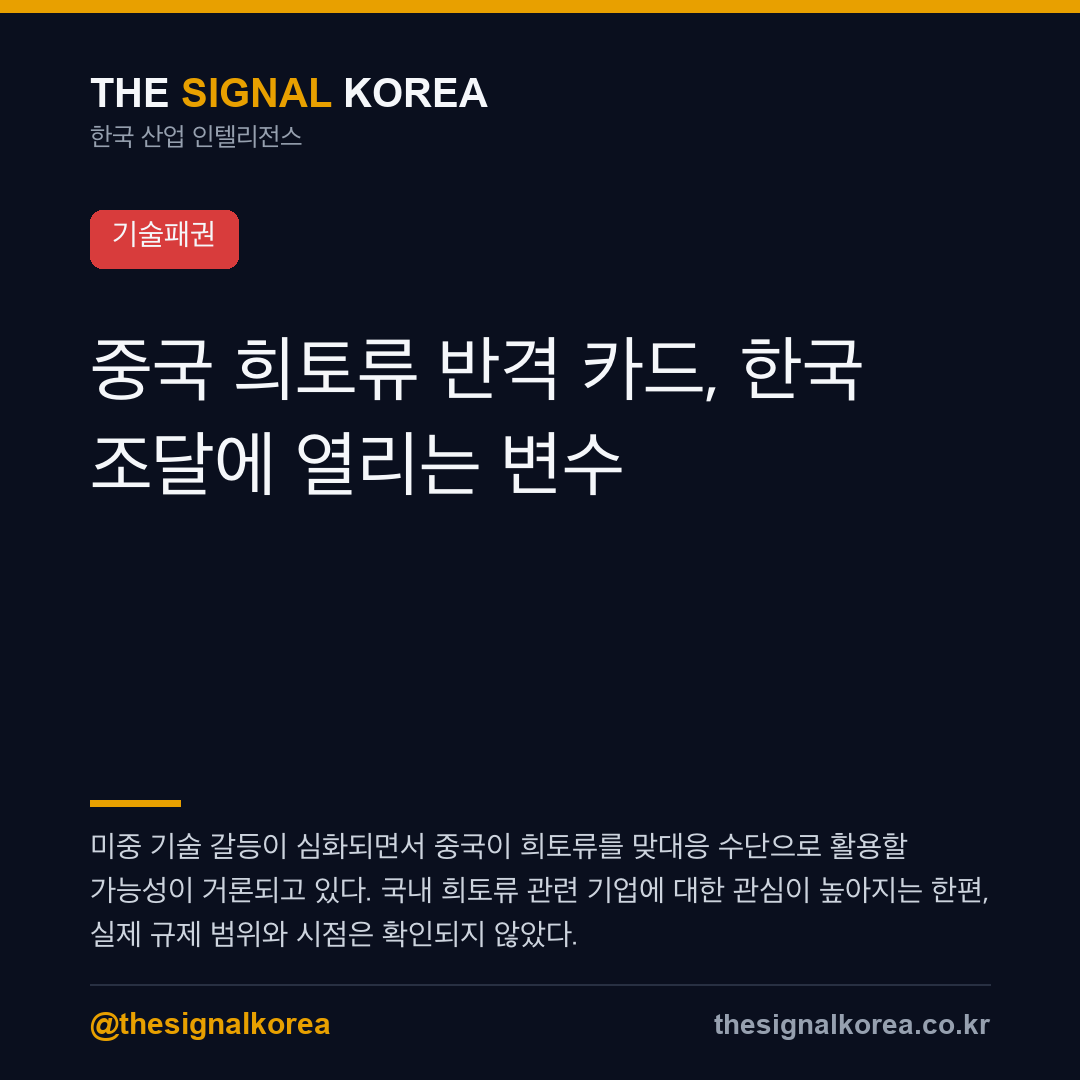 THE SIGNAL KOREA
한국 산업 인텔리전스
기술패권
중국 희토류 반격 카드, 한국
조달에 열리는 변수
미중 기술 갈등이 심화되면서 중국이 희토류를 맞대응 수단으로 활용할
가능성이 거론되고 있다. 국내 희토류 관련 기업에 대한 관심이 높아지는 한편,
실제 규제 범위와 시점은 확인되지 않았다.
@thesignalkorea
thesignalkorea.co.kr